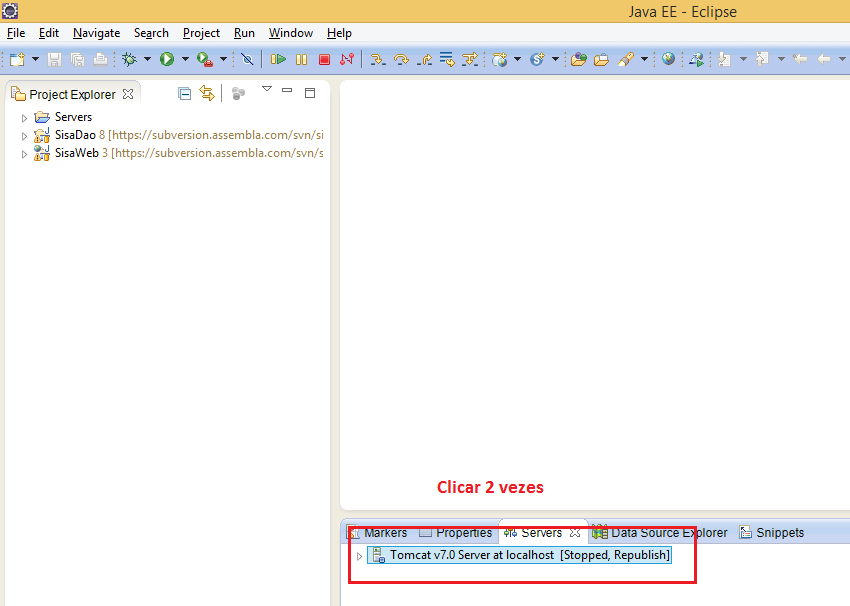 Java EE - Eclipse
File Edit Navigate Search Project Run Window Help
Project Explorer
Servers
SisaDao 8 [https://subversion.assembla.com/svn/si
SisaWeb 3 [https://subversion.assembla.com/svn/s
Clicar 2 vezes
Markers Properties Servers Data Source Explorer Snippets
Tomcat v7.0 Server at localhost [Stopped, Republish]